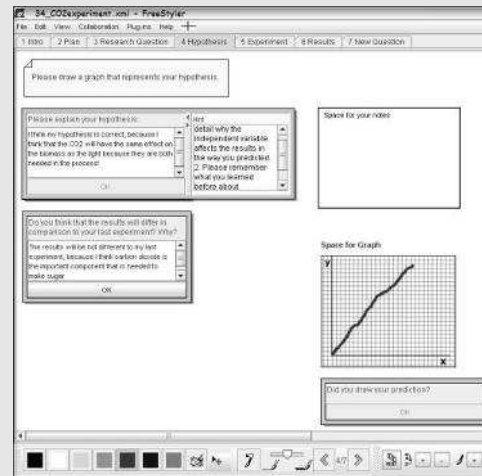 34_CO2experiment.xml - FreeStyler
File Edit View Collaboration Plug-ins Help
1 Intro 2 Plan 3 Research Question 4 Hypothesis 5 Experiment 6 Results 7 New Question
Please draw a graph that represents your hypothesis.
Please explain your hypothesis:
I think my hypothesis is correct, because I
think that the CO2 will have the same effect on
the biomass as the light because they are both
needed in the process!
OK
Hint
detail why the
independent variable
affects the results in
the way you predicted
2. Please remember
what you learned
before about
Space for your notes
Do you think that the results will differ in
comparison to your last experiment? Why?
The results will be not different to my last
experiment, because I think carbon dioxide is
the important component that is needed to
make sugar
OK
Space for Graph
y
x
Did you draw your prediction?
OK
4/7